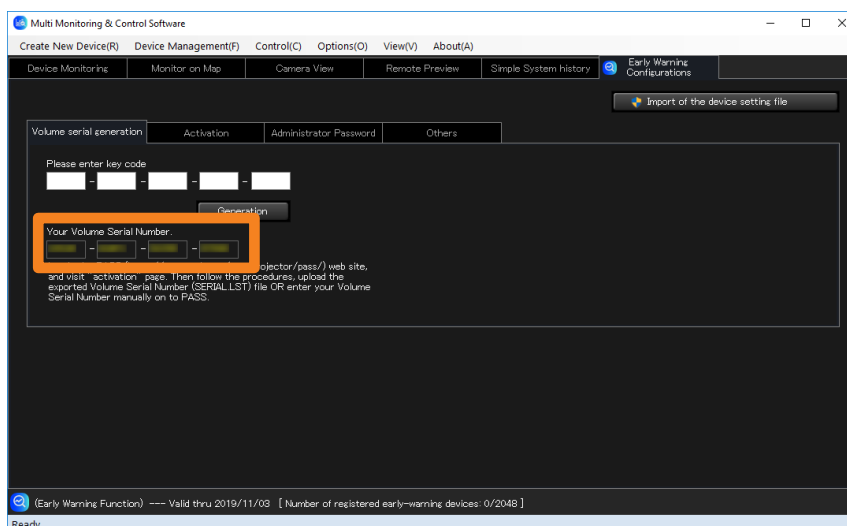 Multi Monitoring & Control Software
Create New Device(R) Device Management(F) Control(C) Options(O) View(V) About(A)
Device Monitoring Monitor on Map Camera View Remote Preview Simple System history Early Warning Configurations
Import of the device setting file
Volume serial generation Activation Administrator Password Others
Please enter key code
- - - -
Generation
Your Volume Serial Number.
- - -
ojector/pass/) web site,
and visit "activation" page. Then follow the procedures, upload the
exported Volume Serial Number (SERIAL.LST) file OR enter your Volume
Serial Number manually on to PASS.
(Early Warning Function) --- Valid thru 2019/11/03 [ Number of registered early-warning devices: 0/2048 ]
Ready